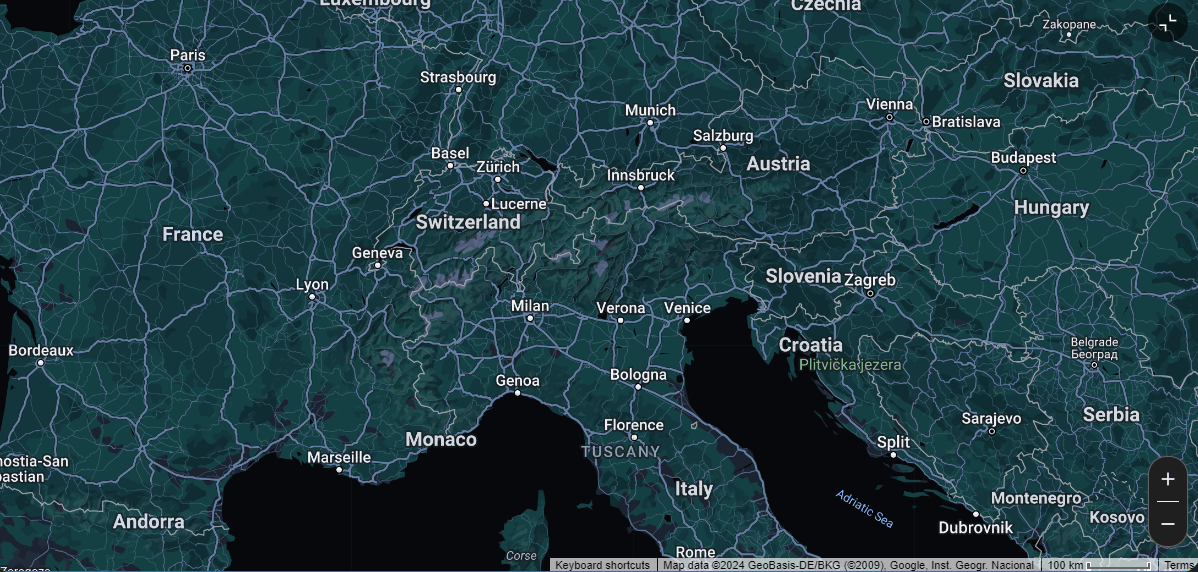 Luxembourg
Czechia
Zakopane
Paris
Strasbourg
Slovakia
Munich
Vienna
Bratislava
Salzburg
Basel
Zürich
Austria
Budapest
Innsbruck
Lucerne
Switzerland
Hungary
France
Geneva
Lyon
Slovenia
Zagreb
Milan
Verona
Venice
Bordeaux
Croatia
Plitvička jezera
Belgrade
Београд
Genoa
Bologna
Serbia
Florence
Sarajevo
Monaco
TUSCANY
Split
Marseille
nostia-San
bastian
Italy
Adriatic Sea
Montenegro
Kosovo
Andorra
Dubrovnik
Corse
Rome
Zaragoza
Keyboard shortcuts
Map data ©2024 GeoBasis-DE/BKG (©2009), Google, Inst. Geogr. Nacional
100 km
Terms